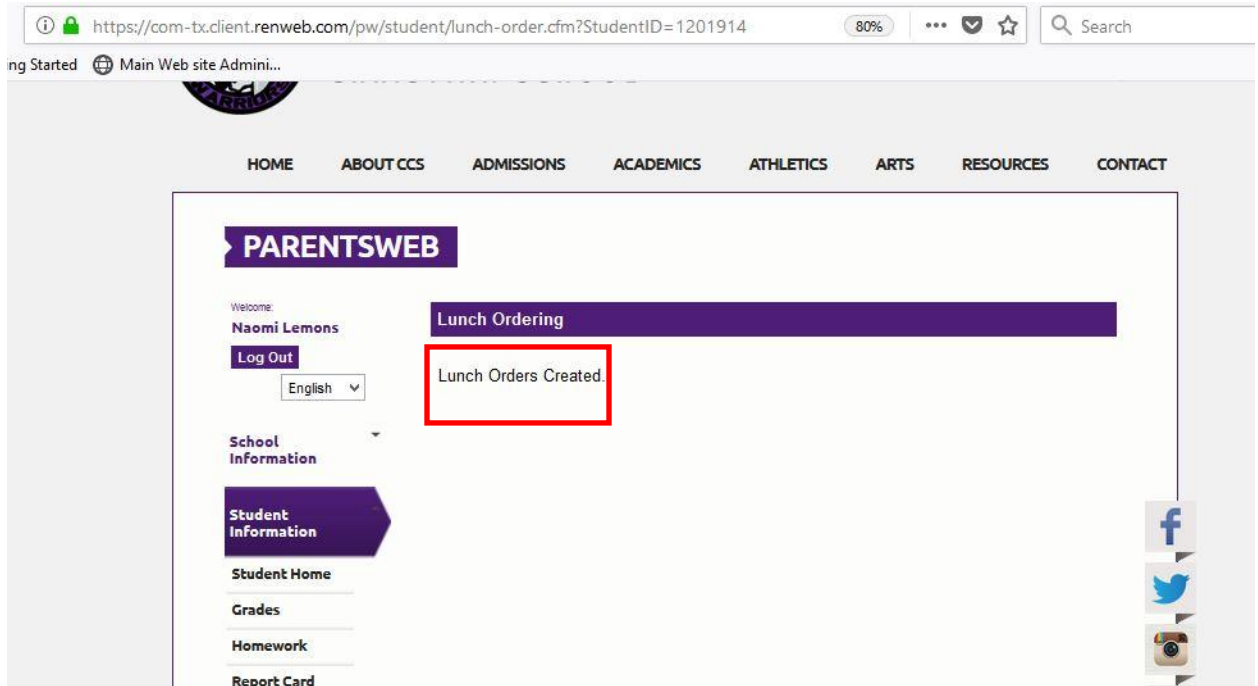 https://com-tx.client.renweb.com/pw/student/lunch-order.cfm?StudentID=1201914 80% Search
ng Started Main Web site Admini...
WARRIORS
HOME ABOUT CCS ADMISSIONS ACADEMICS ATHLETICS ARTS RESOURCES CONTACT
PARENTSWEB
Welcome:
Naomi Lemons
Log Out
English
Lunch Ordering
Lunch Orders Created.
School
Information
Student
Information
Student Home
Grades
Homework
Report Card